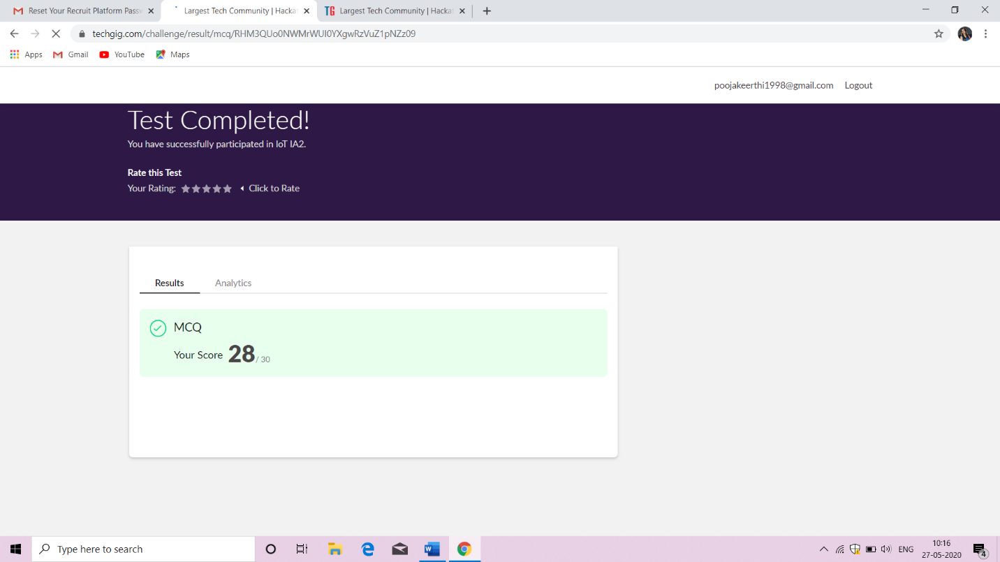 Reset Your Recruit Platform Passw
Largest Tech Community | Hackat
TG Largest Tech Community | Hackat
techgig.com/challenge/result/mcq/RHM3QUo0NWMrWUI0YXgwRzVuZ1pNZz09
Apps Gmail YouTube Maps
poojakeerthi1998@gmail.com Logout
Test Completed!
You have successfully participated in IoT IA2.
Rate this Test
Your Rating: Click to Rate
Results Analytics
MCQ
Your Score 28 / 30
Type here to search
ENG
10:16
27-05-2020
4